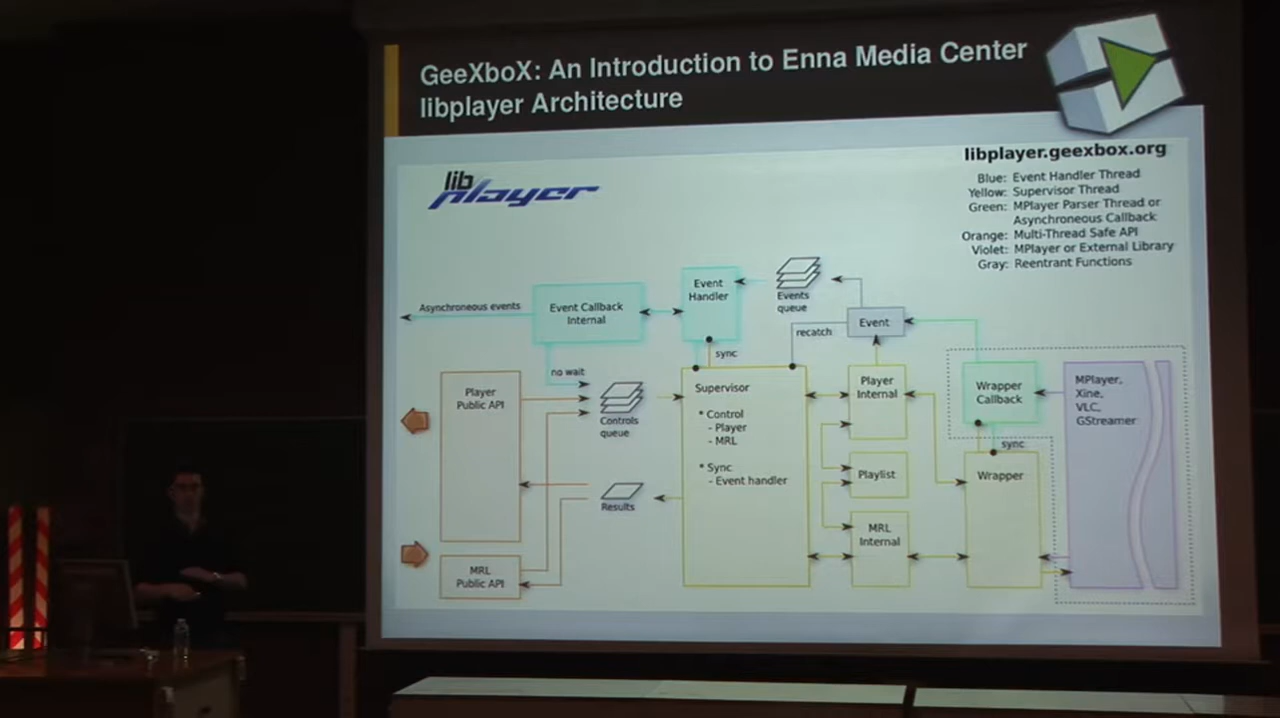 GeeXboX: An Introduction to Enna Media Center
libplayer Architecture
lib
player
libplayer.geexbox.org
Blue: Event Handler Thread
Yellow: Supervisor Thread
Green: MPlayer Parser Thread or
Asynchroneous Callback
Orange: Multi-Thread Safe API
Violet: MPlayer or External Library
Gray: Reentrant Functions
Asynchroneous events
Event Callback
Internal
Event
Handler
Events
queue
Event
recatch
sync
no wait
Player
Public API
Controls
queue
Supervisor
* Control
- Player
- MRL
* Sync
- Event handler
Player
Internal
Wrapper
Callback
MPlayer,
Xine,
VLC,
GStreamer
sync
Results
Playlist
Wrapper
MRL
Internal
MRL
Public API